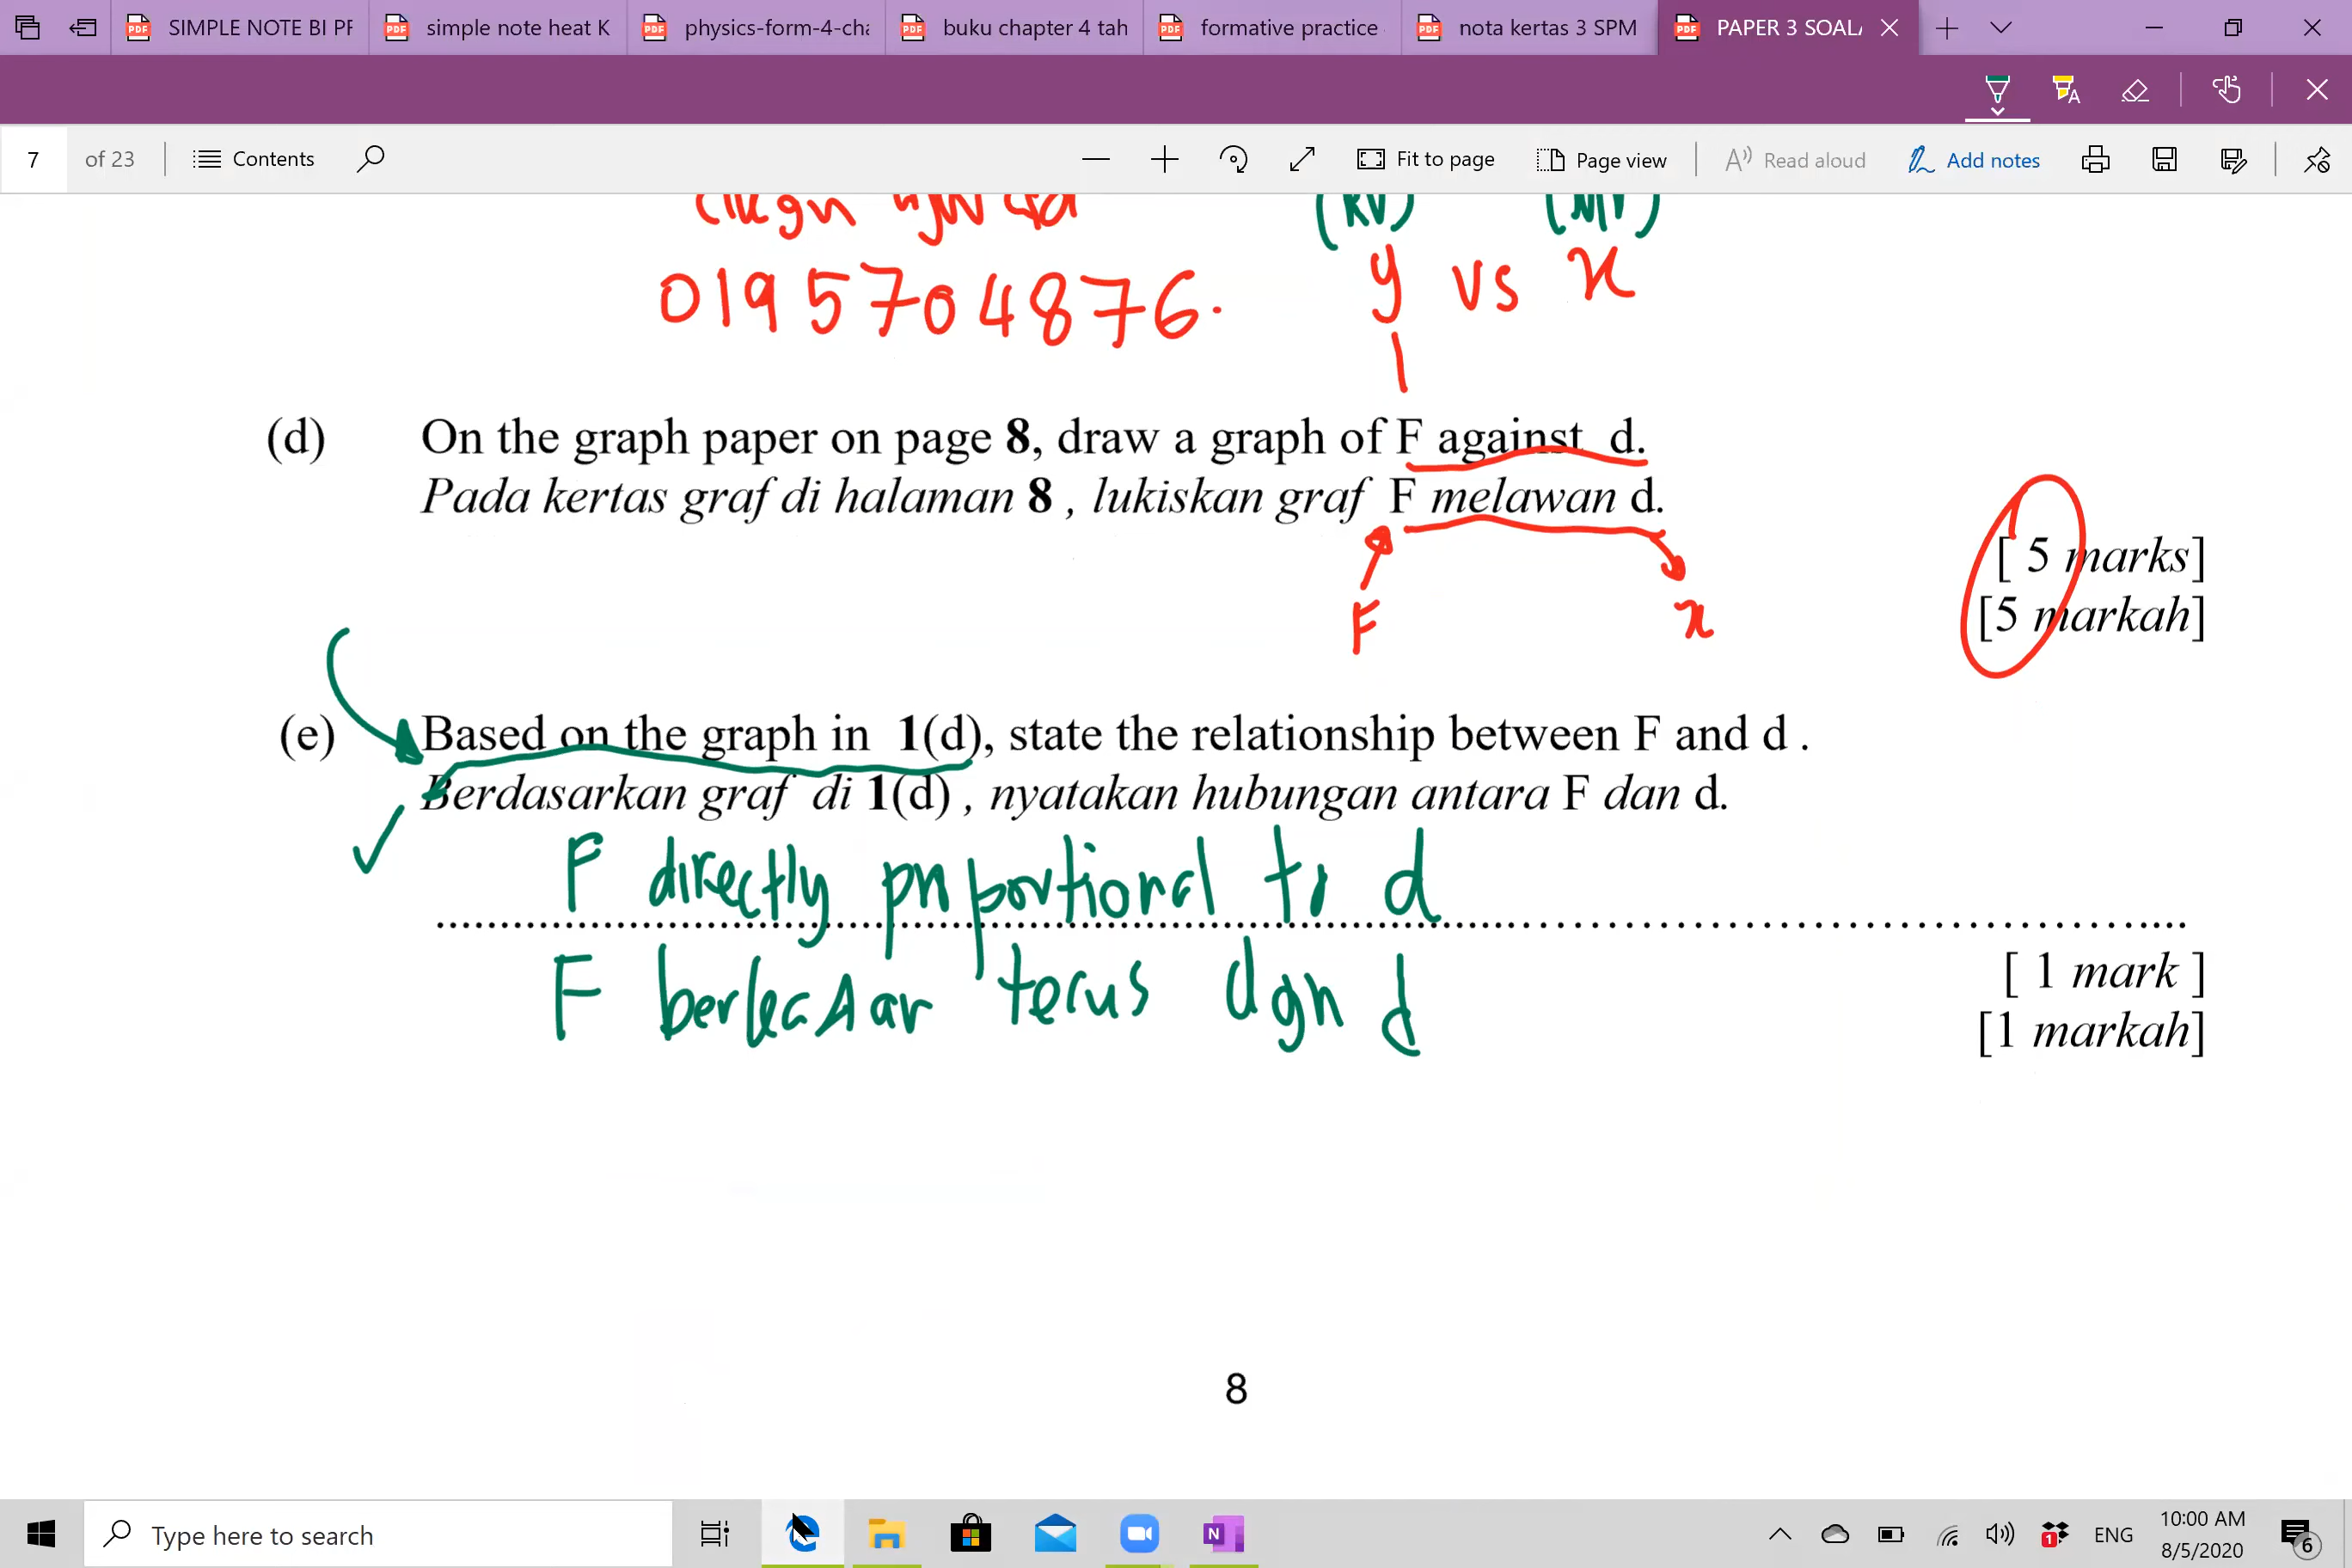 SIMPLE NOTE BI PF simple note heat K physics-form-4-cha buku chapter 4 tah formative practice nota kertas 3 SPM PAPER 3 SOAL
7 of 23 Contents Fit to page Page view Read aloud Add notes
(RV) (MV)
0195704876.
y vs x
(d) On the graph paper on page 8, draw a graph of F against d.
Pada kertas graf di halaman 8 , lukiskan graf F melawan d.
[ 5 marks]
[5 markah]
F x
(e) Based on the graph in 1(d), state the relationship between F and d .
Berdasarkan graf di 1(d) , nyatakan hubungan antara F dan d.
F directly proportional to d
F berkadar terus dgn d
[ 1 mark ]
[1 markah]
8
Type here to search
ENG
10:00 AM
8/5/2020
6